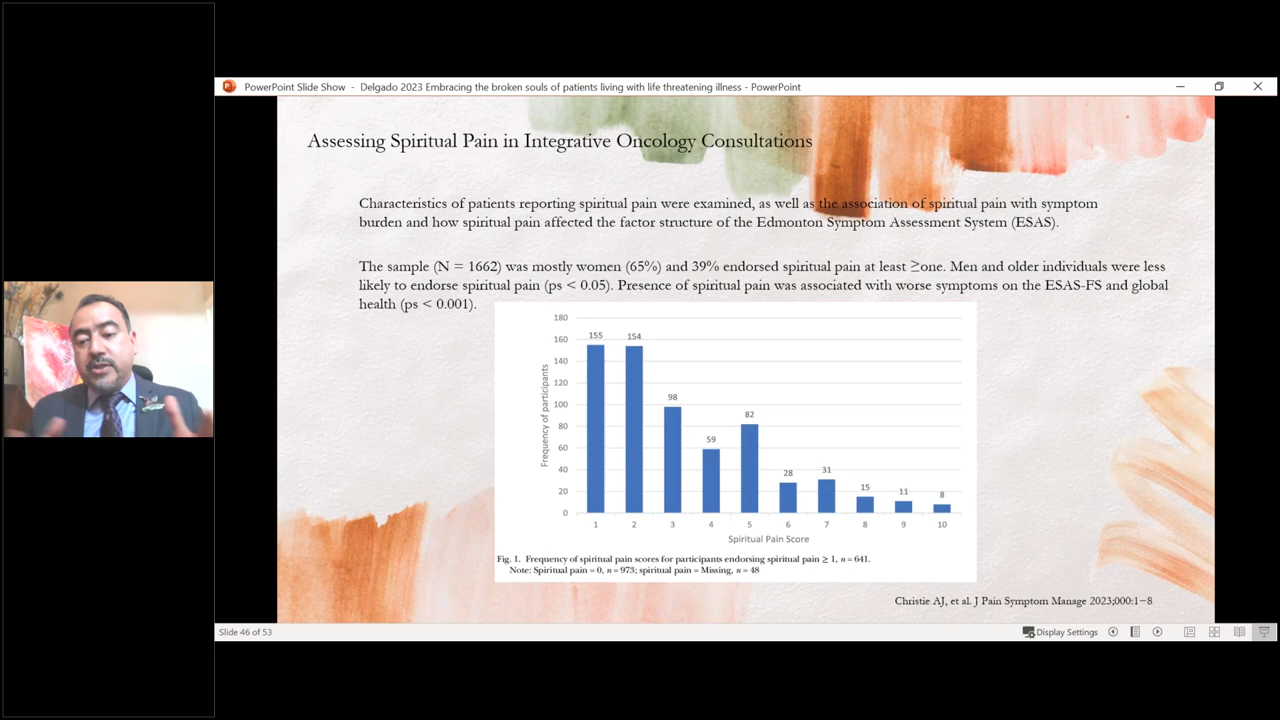 PowerPoint Slide Show - Delgado 2023 Embracing the broken souls of patients living with life threatening illness - PowerPoint
Assessing Spiritual Pain in Integrative Oncology Consultations
Characteristics of patients reporting spiritual pain were examined, as well as the association of spiritual pain with symptom
burden and how spiritual pain affected the factor structure of the Edmonton Symptom Assessment System (ESAS).
The sample (N = 1662) was mostly women (65%) and 39% endorsed spiritual pain at least ≥one. Men and older individuals were less
likely to endorse spiritual pain (ps < 0.05). Presence of spiritual pain was associated with worse symptoms on the ESAS-FS and global
health (ps < 0.001).
Frequency of participants
180
160
140
120
100
80
60
40
20
0
155
154
98
59
82
28
31
15
11
8
1 2 3 4 5 6 7 8 9 10
Spiritual Pain Score
Fig. 1. Frequency of spiritual pain scores for participants endorsing spiritual pain ≥ 1, n = 641.
Note: Spiritual pain = 0, n = 973; spiritual pain = Missing, n = 48
Christie AJ, et al. J Pain Symptom Manage 2023;000:1−8
Slide 46 of 53
Display Settings